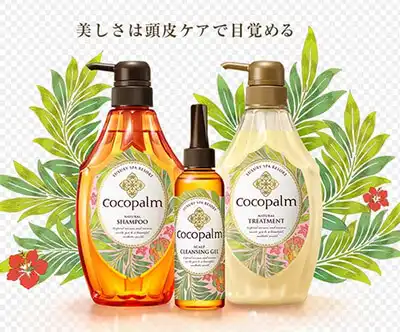 美しさは頭皮ケアで目覚める
LUXURY SPA RESORT
Cocopalm
NATURAL
SHAMPOO
LUXURY SPA RESORT
Cocopalm
SCALP
CLEANSING GEL
LUXURY SPA RESORT
Cocopalm
NATURAL
TREATMENT